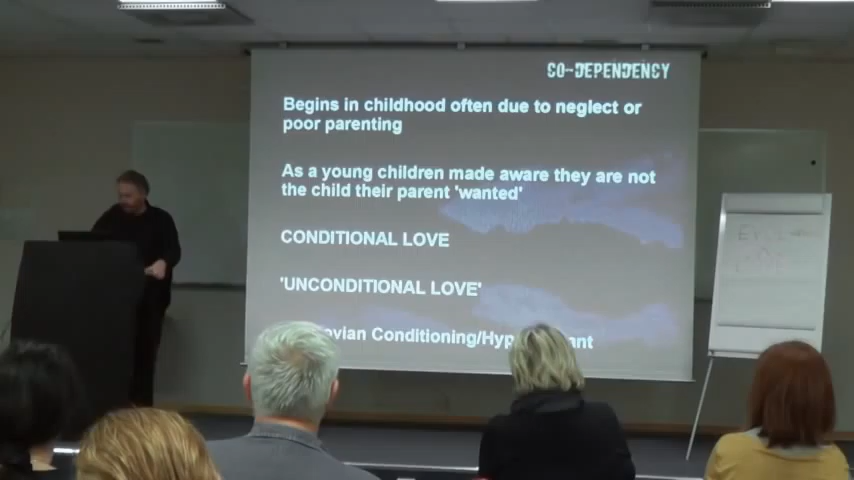 CO-DEPENDENCY
Begins in childhood often due to neglect or
poor parenting
As a young children made aware they are not
the child their parent 'wanted'
CONDITIONAL LOVE
'UNCONDITIONAL LOVE'
Conditioning/